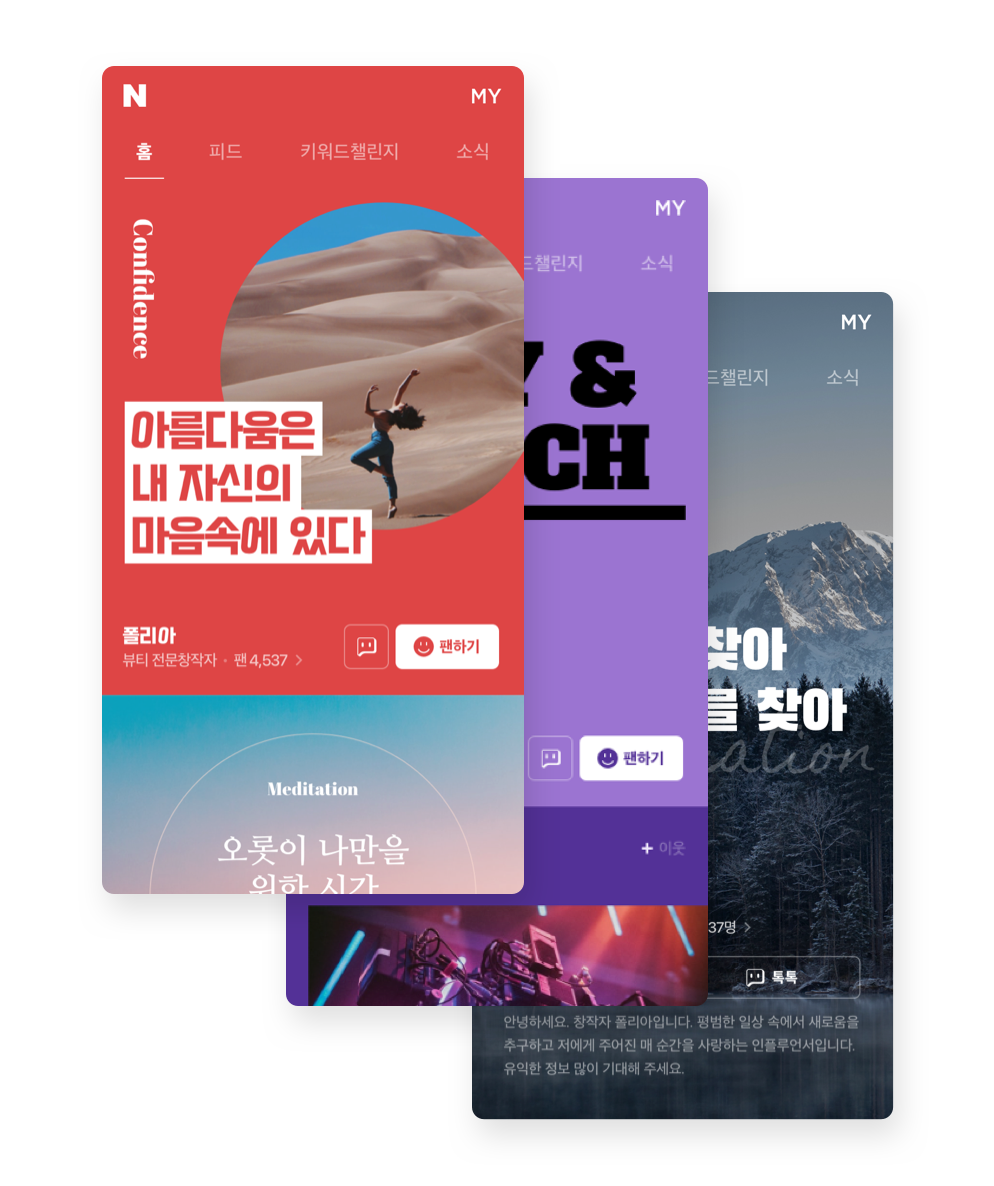 N
MY
홈 피드 키워드챌린지 소식
Confidence
아름다움은
내 자신의
마음속에 있다
폴리아
뷰티 전문창작자 · 팬 4,537
팬하기
Meditation
오롯이 나만을
위한 시간
MY
챌린지 소식
&
CH
팬하기
+ 이웃
MY
드챌린지 소식
찾아
를 찾아
ation
37명
톡톡
안녕하세요. 창작자 폴리아입니다. 평범한 일상 속에서 새로움을
추구하고 저에게 주어진 매 순간을 사랑하는 인플루언서입니다.
유익한 정보 많이 기대해 주세요.